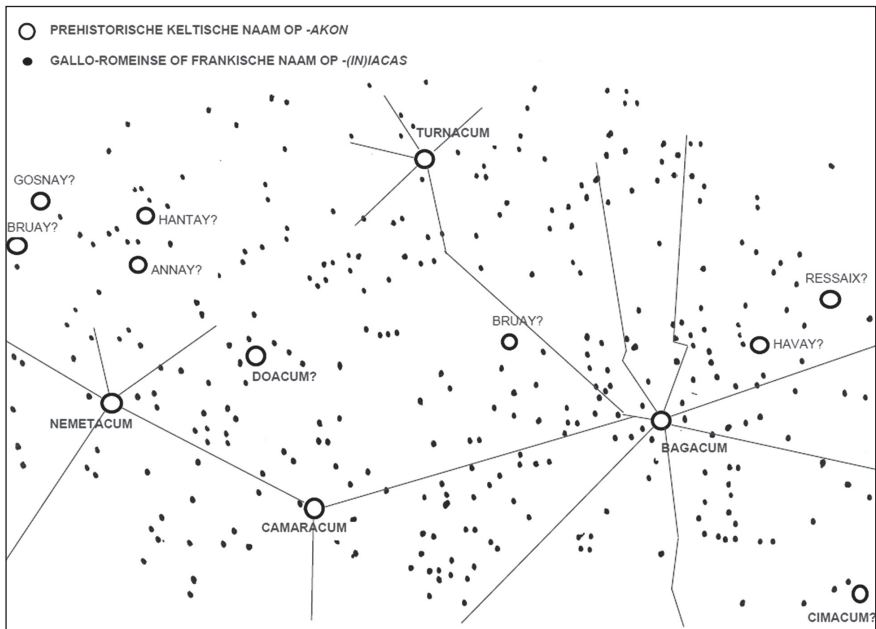 PREHISTORISCHE KELTISCHE NAAM OP -AKON
GALLO-ROMEINSE OF FRANKISCHE NAAM OP -(IN)IACAS
TURNACUM
GOSNAY?
HANTAY?
BRUAY?
ANNAY?
RESSAIX?
BRUAY?
HAVAY?
DOACUM?
NEMETACUM
BAGACUM
CAMARACUM
CIMACUM?